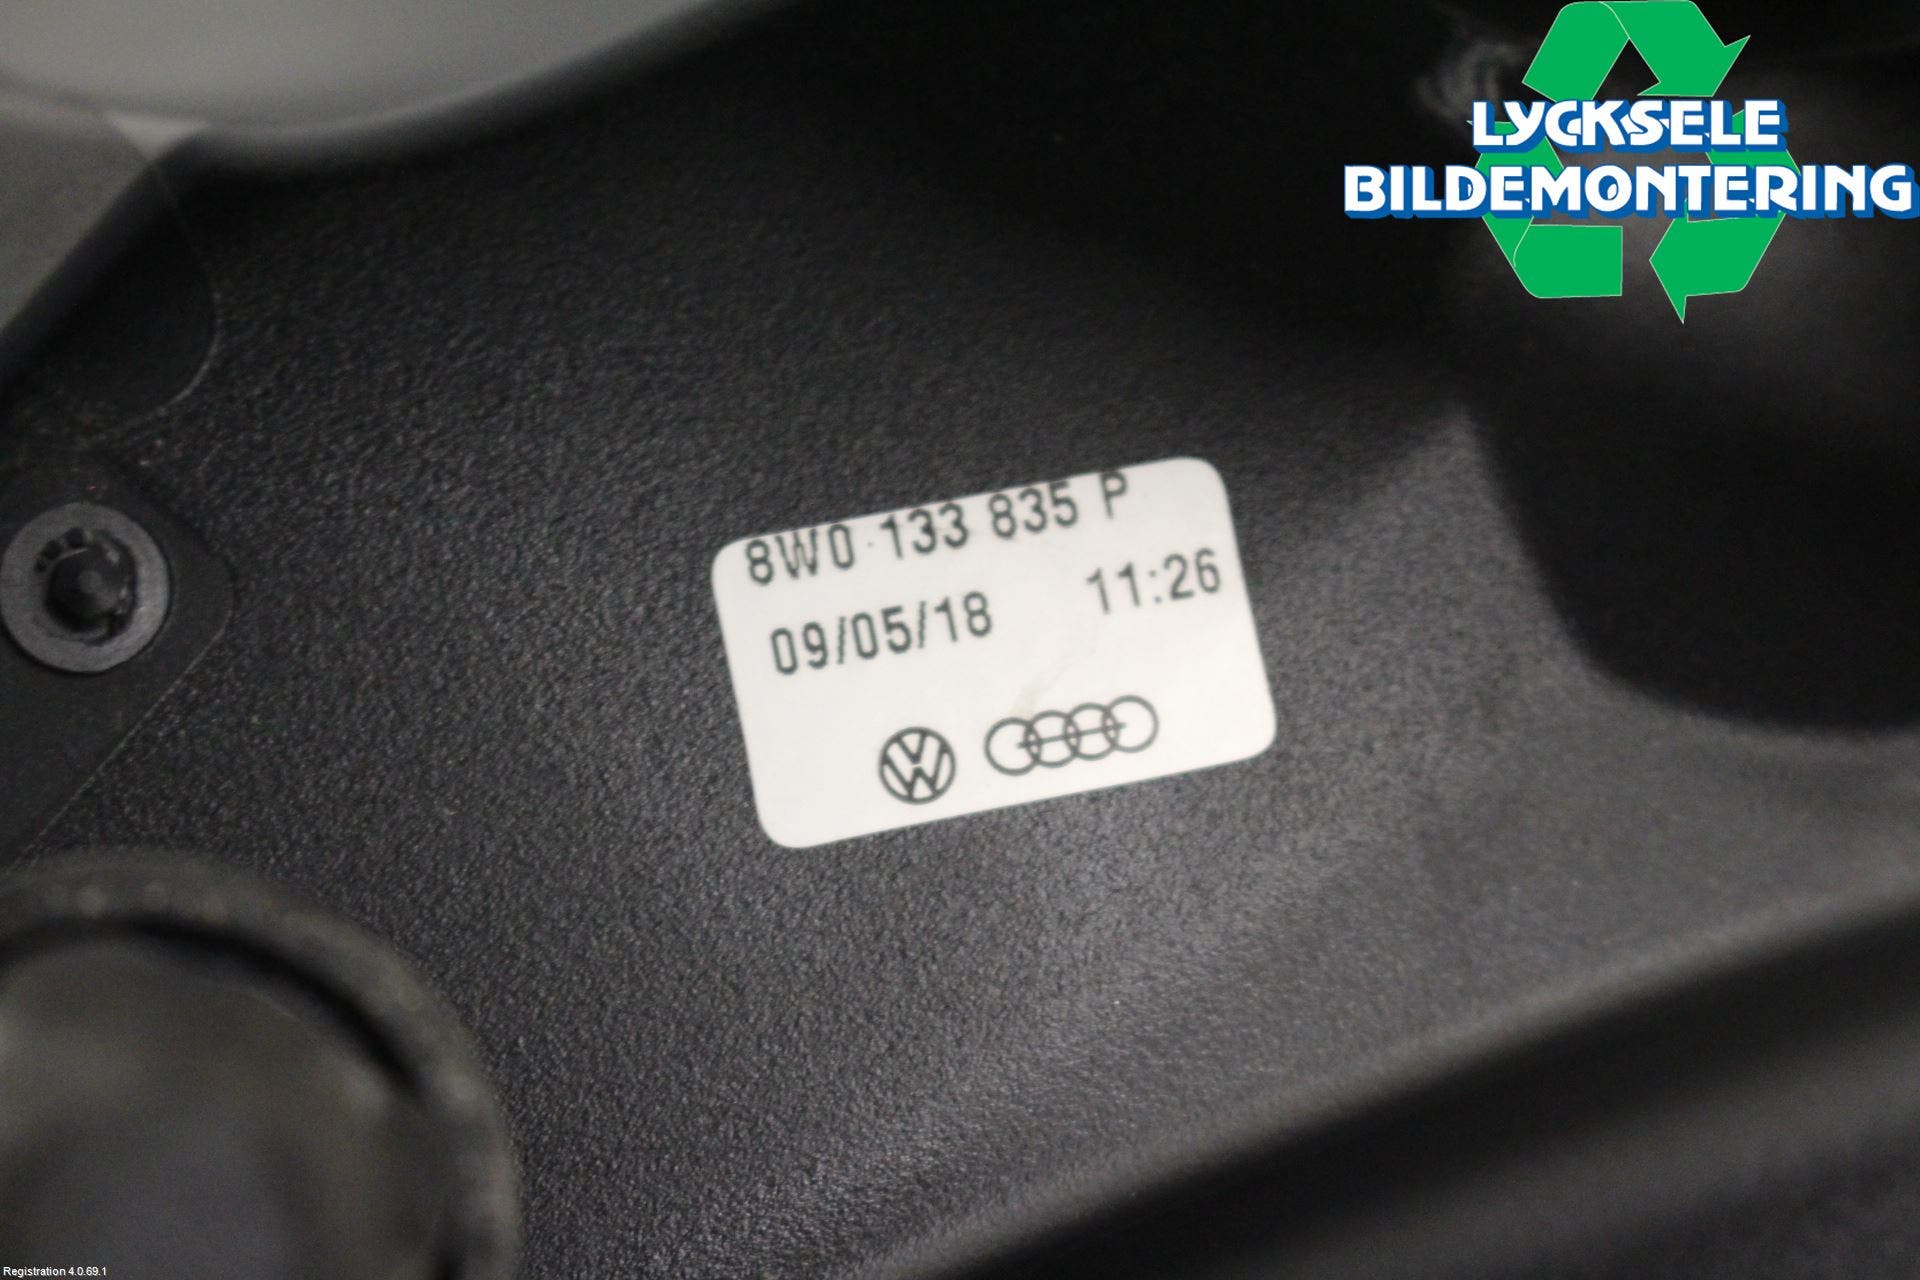 LYCKSELE
BILDEMONTERING
8W0 133 835 P
09/05/18 11:26
Registration 4.0.69.1